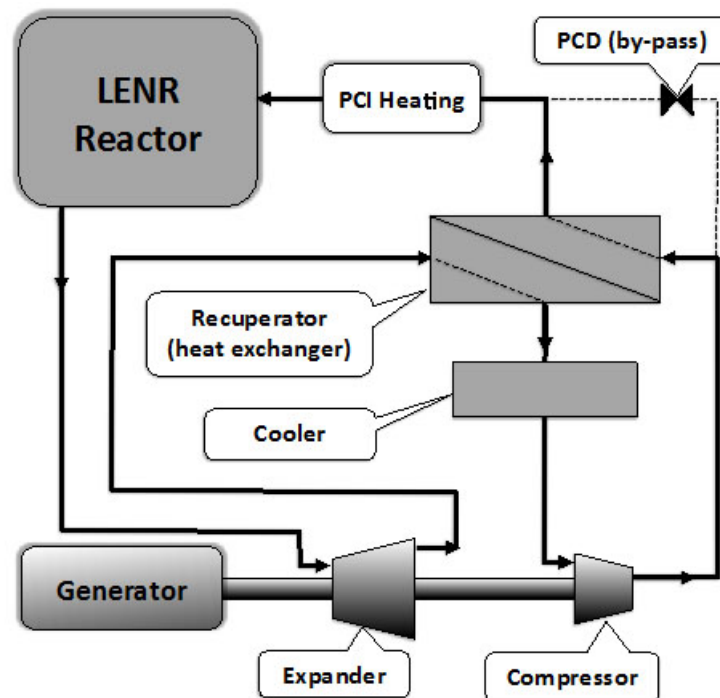 PCD (by-pass)
LENR
Reactor
PCI Heating
Recuperator
(heat exchanger)
Cooler
Generator
Expander
Compressor